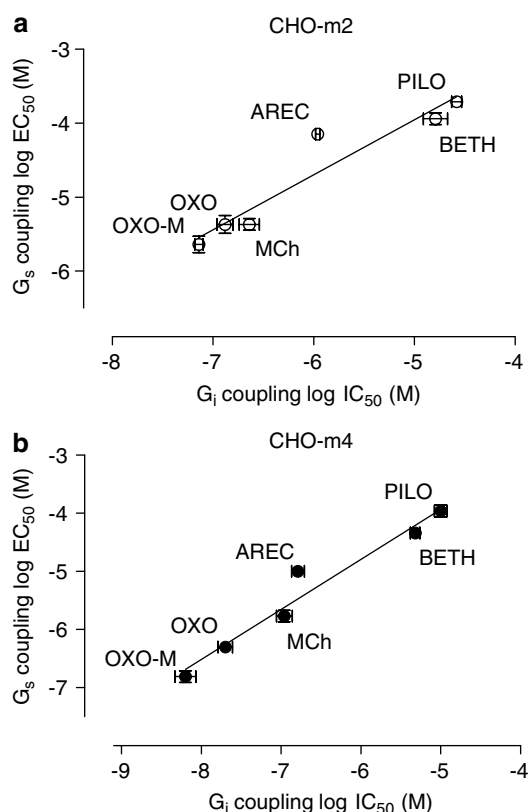 a
CHO-m2
Gs coupling log EC50 (M)
-3
-4
-5
-6
PILO
AREC
BETH
OXO
OXO-M
MCh
-8 -7 -6 -5 -4
Gi coupling log IC50 (M)
b
CHO-m4
Gs coupling log EC50 (M)
-3
-4
-5
-6
-7
PILO
AREC
BETH
OXO
MCh
OXO-M
-9 -8 -7 -6 -5 -4
Gi coupling log IC50 (M)